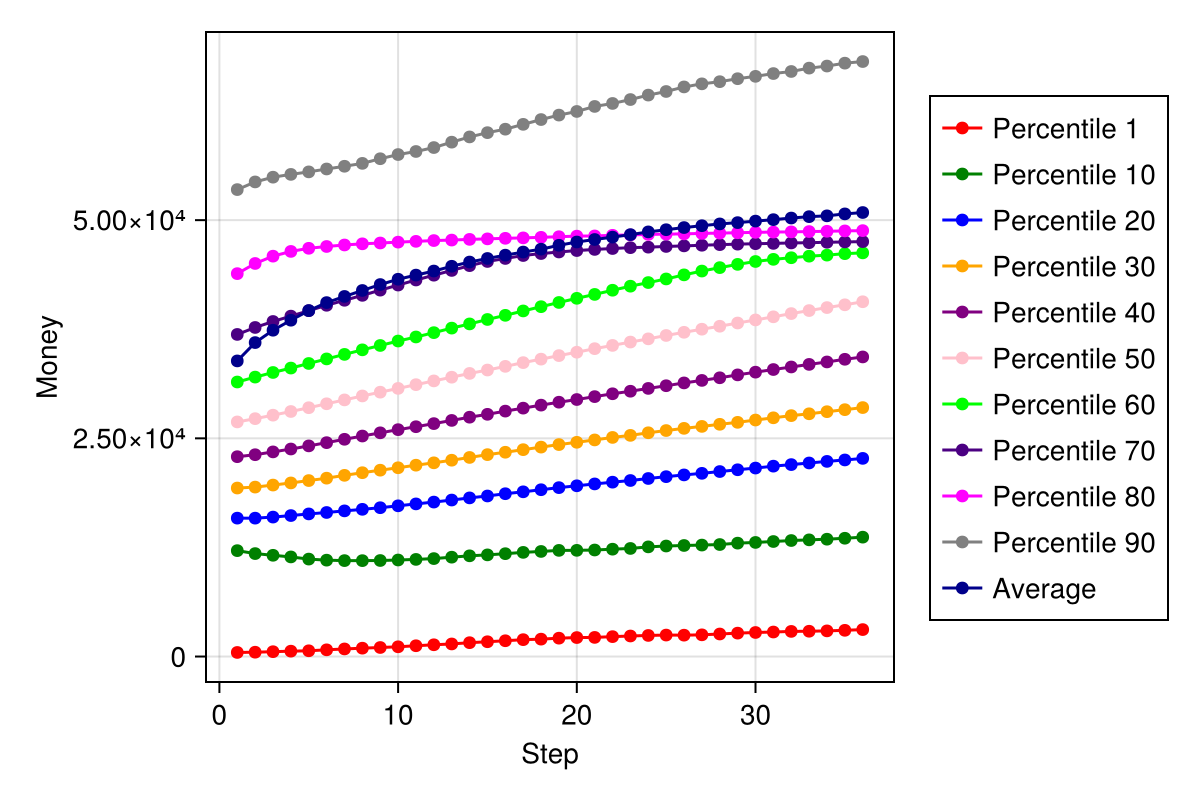 Money
5.00×10⁴
2.50×10⁴
0
0 10 20 30
Step
Percentile 1
Percentile 10
Percentile 20
Percentile 30
Percentile 40
Percentile 50
Percentile 60
Percentile 70
Percentile 80
Percentile 90
Average